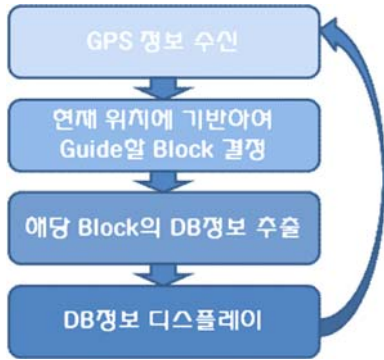 GPS 정보 수신
현재 위치에 기반하여
Guide할 Block 결정
해당 Block의 DB정보 추출
DB정보 디스플레이